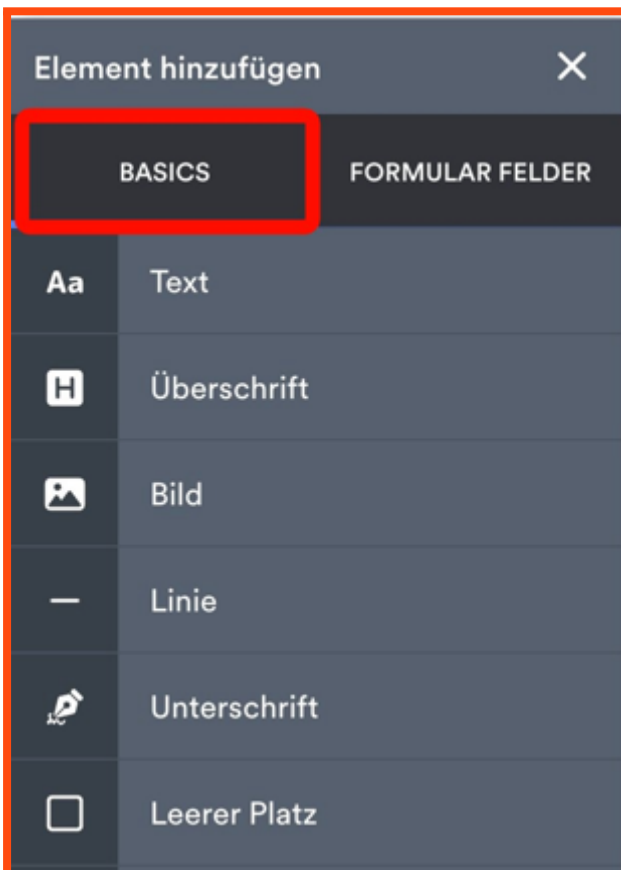 Element hinzufügen
BASICS
FORMULAR FELDER
Aa Text
H Überschrift
Bild
Linie
Unterschrift
Leerer Platz